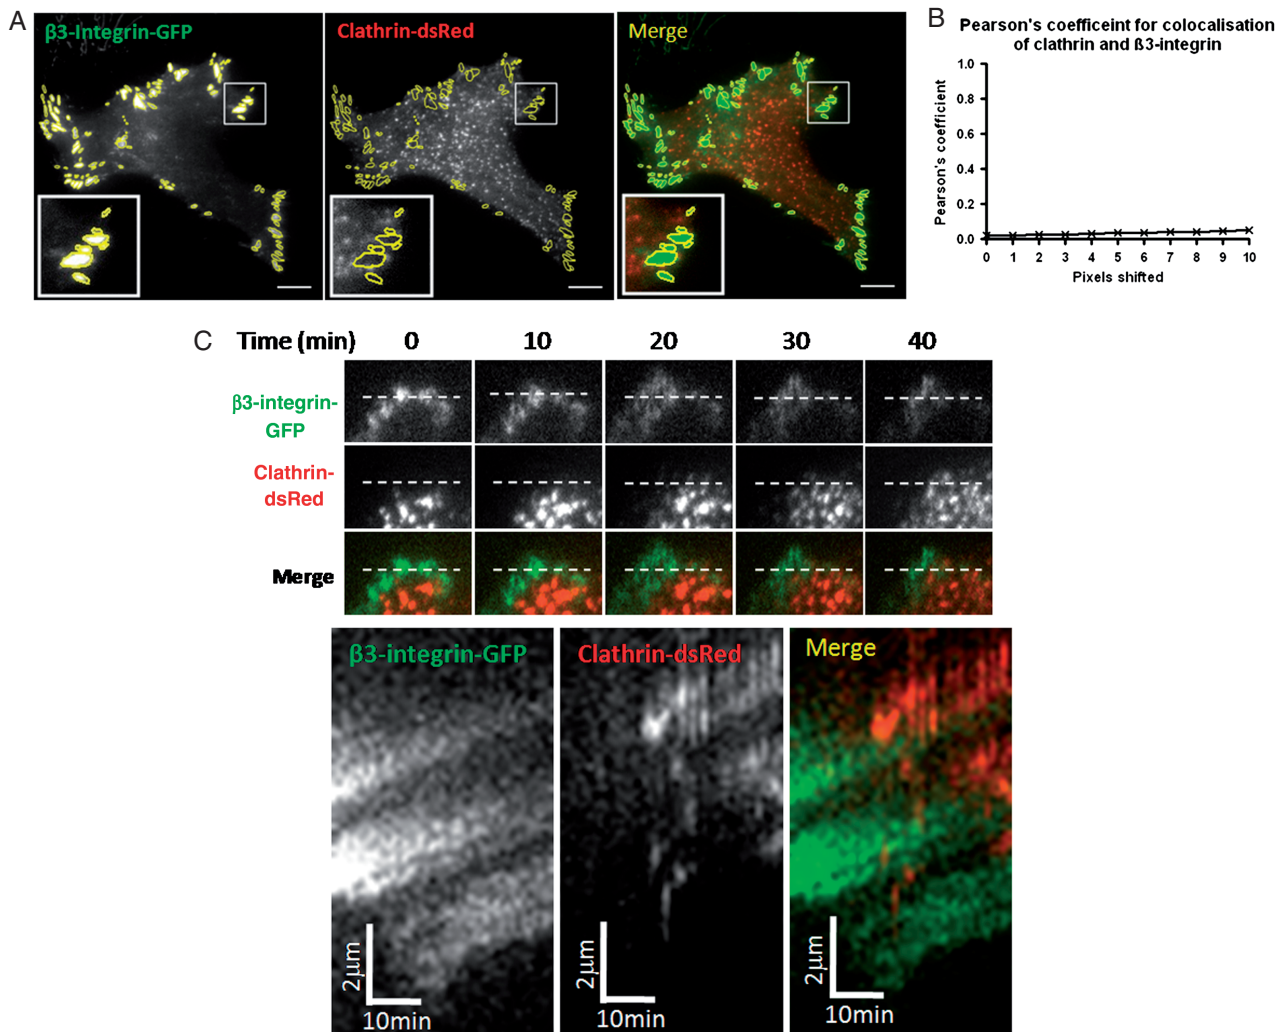 A
β3-Integrin-GFP
Clathrin-dsRed
Merge
B
Pearson's coefficeint for colocalisation
of clathrin and ß3-integrin
Pearson's coefficient
1.0
0.8
0.6
0.4
0.2
0.0
0 1 2 3 4 5 6 7 8 9 10
Pixels shifted
C
Time (min) 0 10 20 30 40
β3-integrin-
GFP
Clathrin-
dsRed
Merge
β3-integrin-GFP
Clathrin-dsRed
Merge
2μm
10min
2μm
10min
2μm
10min